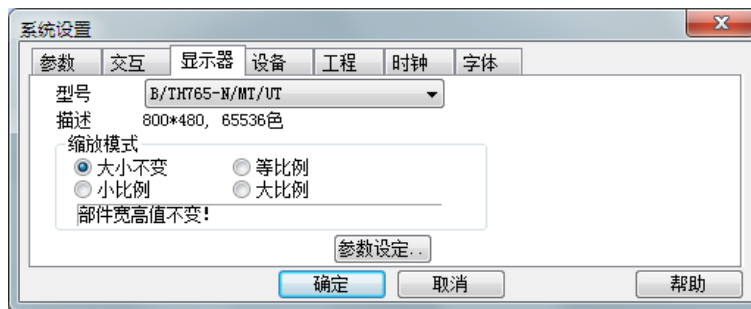 系统设置
参数 交互 显示器 设备 工程 时钟 字体
型号 B/TH765-N/MT/UT
描述 800*480, 65536色
缩放模式
大小不变 等比例
小比例 大比例
部件宽高值不变!
参数设定..
确定 取消 帮助